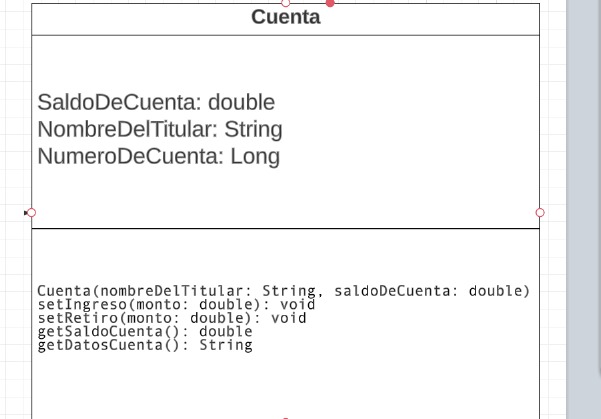 Cuenta
SaldoDeCuenta: double
NombreDelTitular: String
NumeroDeCuenta: Long
Cuenta(nombreDelTitular: String, saldoDeCuenta: double)
setIngreso(monto: double): void
setRetiro(monto: double): void
getSaldoCuenta(): double
getDatosCuenta(): String